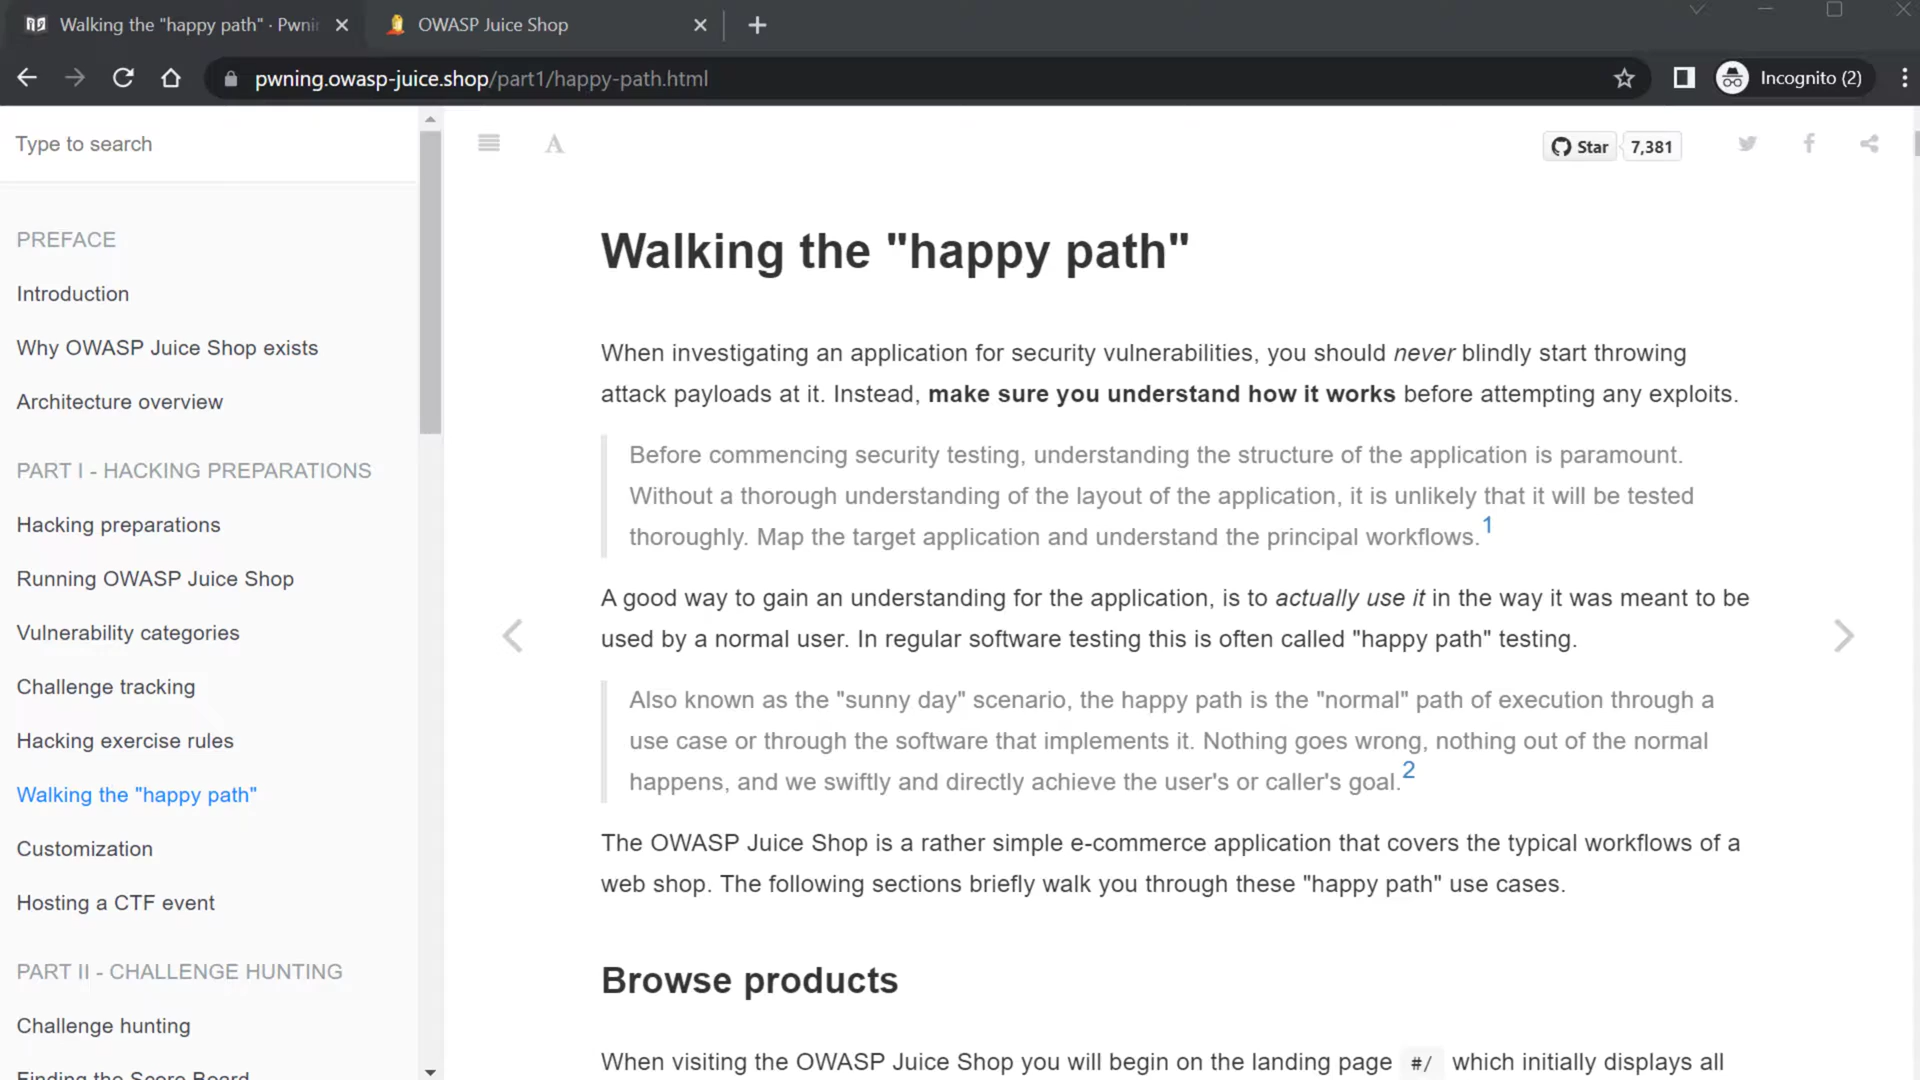 Walking the "happy path" · Pwni
OWASP Juice Shop
pwning.owasp-juice.shop/part1/happy-path.html
Incognito (2)
Type to search
PREFACE
Introduction
Why OWASP Juice Shop exists
Architecture overview
PART I - HACKING PREPARATIONS
Hacking preparations
Running OWASP Juice Shop
Vulnerability categories
Challenge tracking
Hacking exercise rules
Walking the "happy path"
Customization
Hosting a CTF event
PART II - CHALLENGE HUNTING
Challenge hunting
Finding the Score Board
A
Star
7,381
Walking the "happy path"
When investigating an application for security vulnerabilities, you should never blindly start throwing
attack payloads at it. Instead, make sure you understand how it works before attempting any exploits.
Before commencing security testing, understanding the structure of the application is paramount.
Without a thorough understanding of the layout of the application, it is unlikely that it will be tested
thoroughly. Map the target application and understand the principal workflows. 1
A good way to gain an understanding for the application, is to actually use it in the way it was meant to be
used by a normal user. In regular software testing this is often called "happy path" testing.
Also known as the "sunny day" scenario, the happy path is the "normal" path of execution through a
use case or through the software that implements it. Nothing goes wrong, nothing out of the normal
happens, and we swiftly and directly achieve the user's or caller's goal. 2
The OWASP Juice Shop is a rather simple e-commerce application that covers the typical workflows of a
web shop. The following sections briefly walk you through these "happy path" use cases.
Browse products
When visiting the OWASP Juice Shop you will begin on the landing page #/ which initially displays all